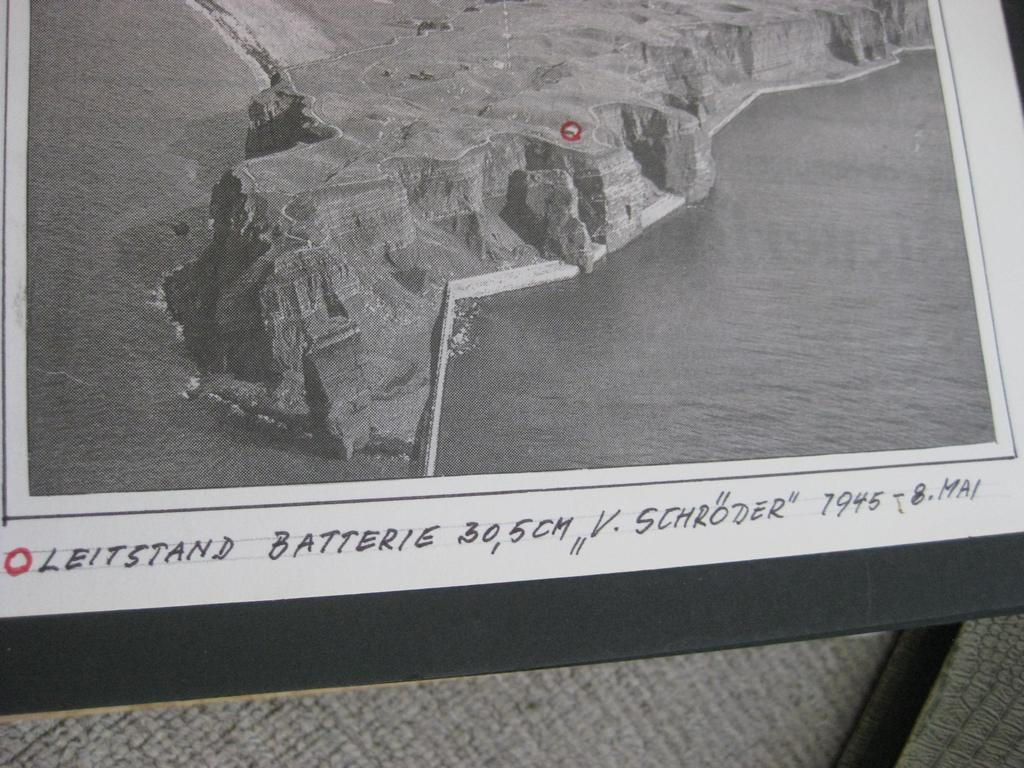 LEITSTAND BATTERIE 30,5CM „V. SCHRÖDER" 1945 - 8. MAI